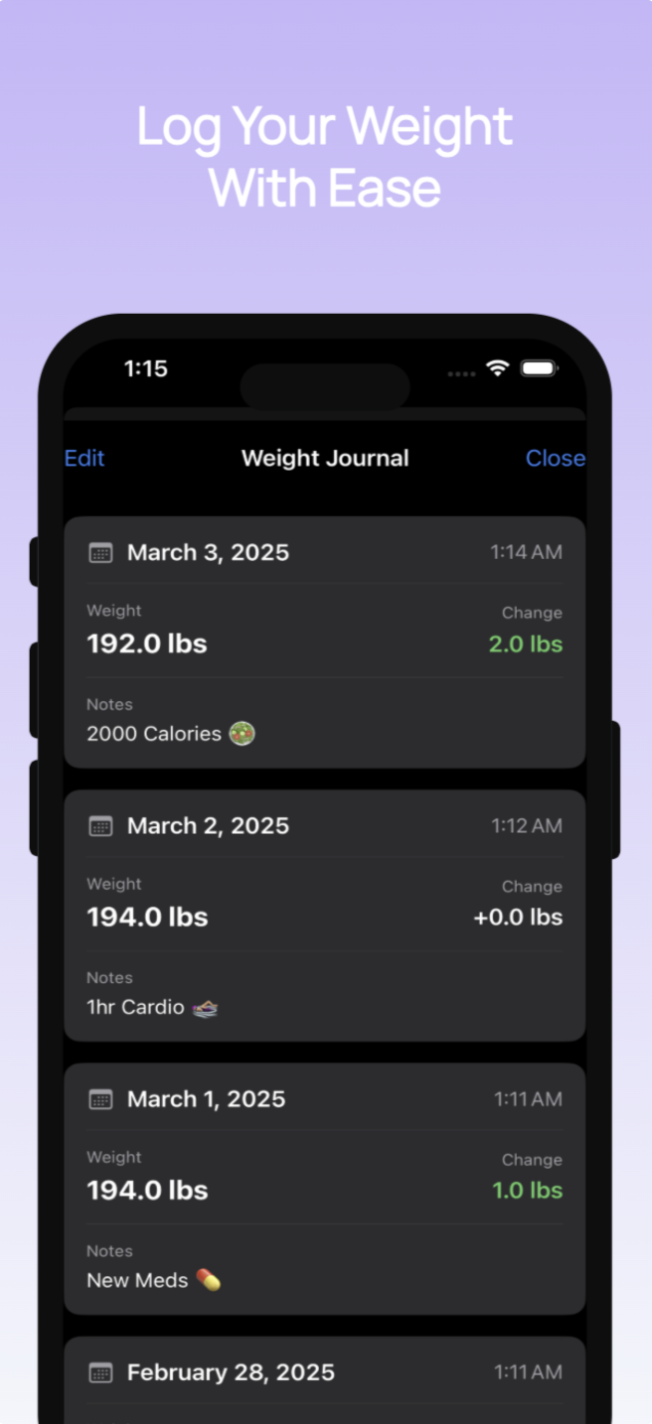 Log Your Weight
With Ease
1:15
Edit Weight Journal Close
March 3, 2025 1:14 AM
Weight Change
192.0 lbs 2.0 lbs
Notes
2000 Calories 🥗
March 2, 2025 1:12 AM
Weight Change
194.0 lbs +0.0 lbs
Notes
1hr Cardio
March 1, 2025 1:11 AM
Weight Change
194.0 lbs 1.0 lbs
Notes
New Meds 💊
February 28, 2025 1:11 AM